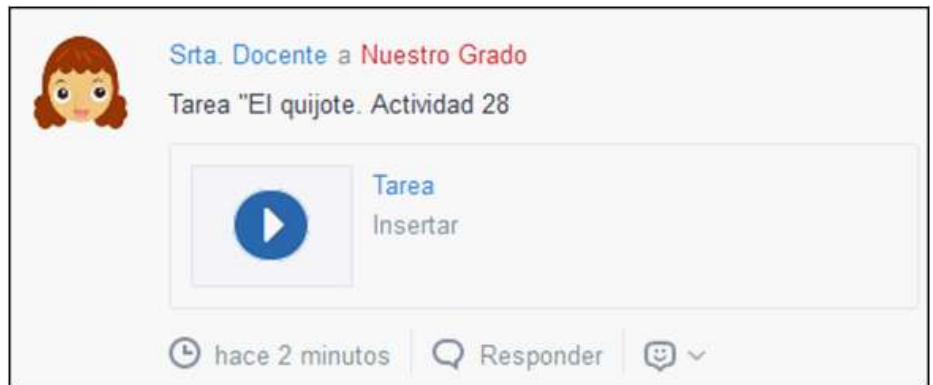 Srta. Docente a Nuestro Grado
Tarea "El quijote. Actividad 28
Tarea
Insertar
hace 2 minutos Responder